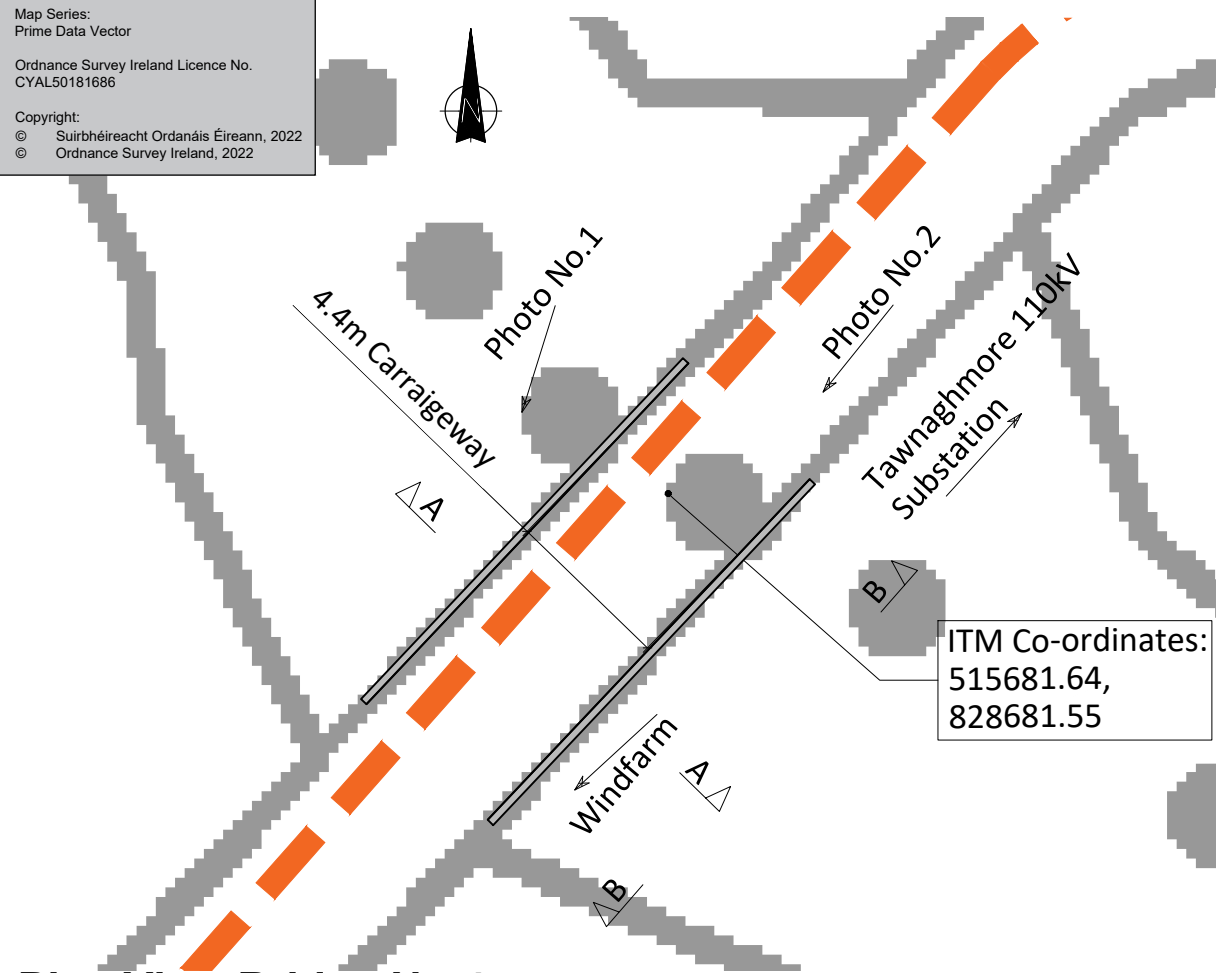 Map Series:
Prime Data Vector
Ordnance Survey Ireland Licence No.
CYAL50181686
Copyright:
© Suirbhéireacht Ordanáis Éireann, 2022
© Ordnance Survey Ireland, 2022
N
Photo No.1
Photo No.2
4.4m Carraigeway
Tawnaghmore 110kV
Substation
A
B
ITM Co-ordinates:
515681.64,
828681.55
Windfarm
A
B